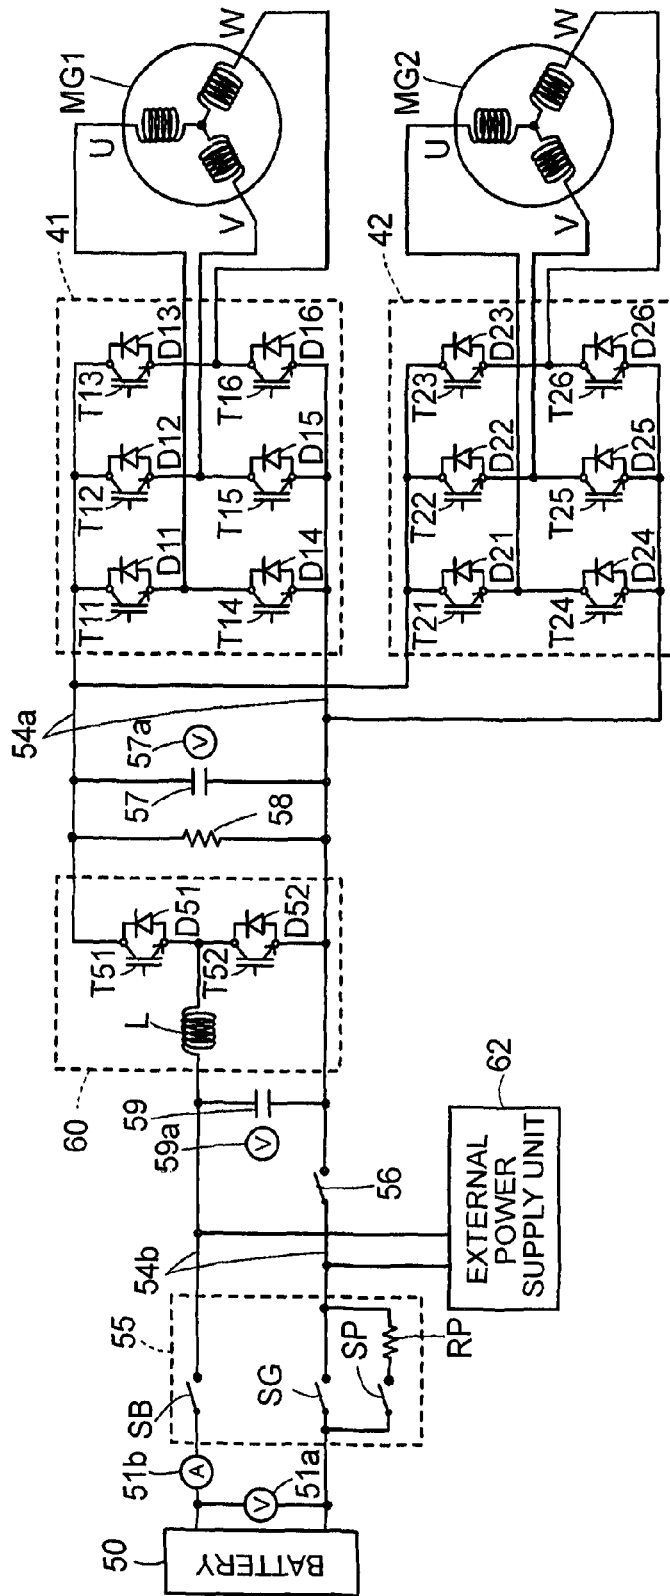 MG1
U
V
W
41
T11
D11
T12
D12
T13
D13
T14
D14
T15
D15
T16
D16
MG2
U
V
W
42
T21
D21
T22
D22
T23
D23
T24
D24
T25
D25
T26
D26
54a
57a
V
57
58
60
L
T51
D51
T52
D52
59
59a
V
56
54b
55
SB
SG
SP
RP
51b
A
V
51a
50
BATTERY
62
EXTERNAL
POWER
SUPPLY UNIT